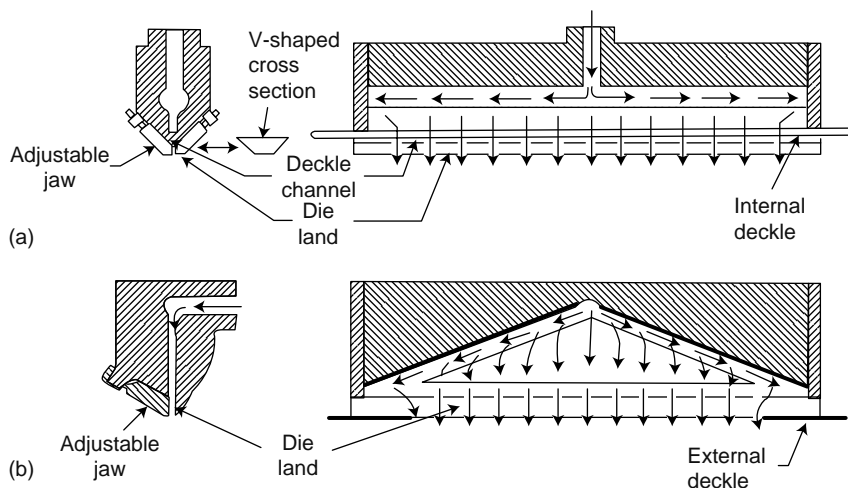 V-shaped
cross
section
Adjustable
jaw
Deckle
channel
Die
land
Internal
deckle
(a)
Adjustable
jaw
Die
land
External
deckle
(b)